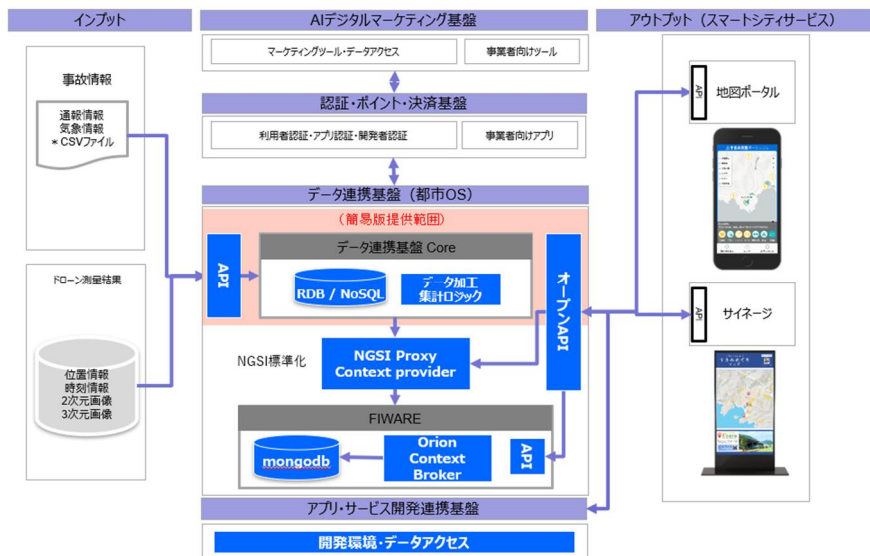 インプット
AIデジタルマーケティング基盤
アウトプット（スマートシティサービス）
マーケティングツール・データアクセス
事業者向けツール
事故情報
通報情報
気象情報
＊CSVファイル
認証・ポイント・決済基盤
利用者認証・アプリ認証・開発者認証
事業者向けアプリ
API
地図ポータル
データ連携基盤（都市OS）
(簡易版提供範囲)
データ連携基盤 Core
API
RDB / NoSQL
データ加工
集計ロジック
オープンAPI
ドローン測量結果
位置情報
時刻情報
2次元画像
3次元画像
API
サイネージ
NGSI標準化
NGSI Proxy
Context provider
FIWARE
mongodb
Orion
Context
Broker
API
アプリ・サービス開発連携基盤
開発環境・データアクセス